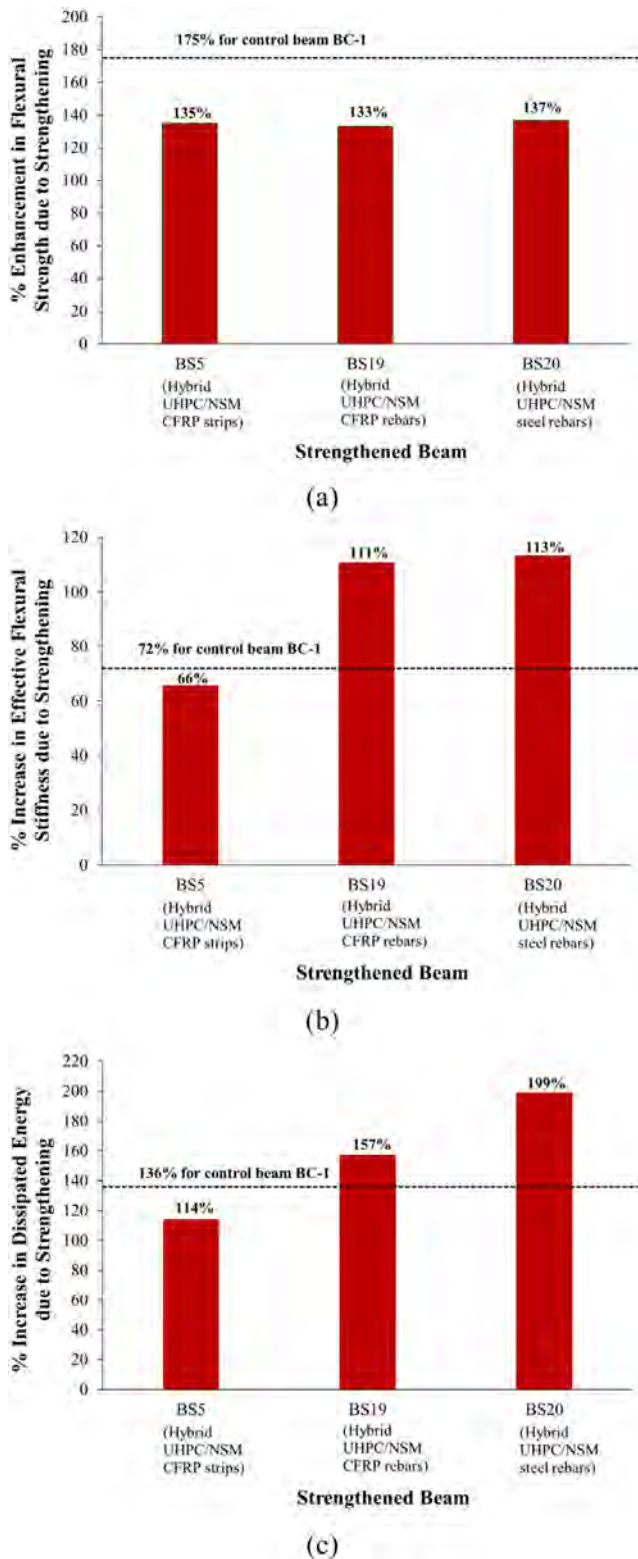 % Enhancement in Flexural
Strength due to Strengthening
200
180
160
140
120
100
80
60
40
20
0
175% for control beam BC-1
135%
133%
137%
BS5
(Hybrid
UHPC/NSM
CFRP strips)
BS19
(Hybrid
UHPC/NSM
CFRP rebars)
BS20
(Hybrid
UHPC/NSM
steel rebars)
Strengthened Beam
(a)
% Increase in Effective Flexural
Stiffness due to Strengthening
120
100
80
60
40
20
0
72% for control beam BC-1
66%
111%
113%
BS5
(Hybrid
UHPC/NSM
CFRP strips)
BS19
(Hybrid
UHPC/NSM
CFRP rebars)
BS20
(Hybrid
UHPC/NSM
steel rebars)
Strengthened Beam
(b)
% Increase in Dissipated Energy
due to Strengthening
220
200
180
160
140
120
100
80
60
40
20
0
136% for control beam BC-1
114%
157%
199%
BS5
(Hybrid
UHPC/NSM
CFRP strips)
BS19
(Hybrid
UHPC/NSM
CFRP rebars)
BS20
(Hybrid
UHPC/NSM
steel rebars)
Strengthened Beam
(c)